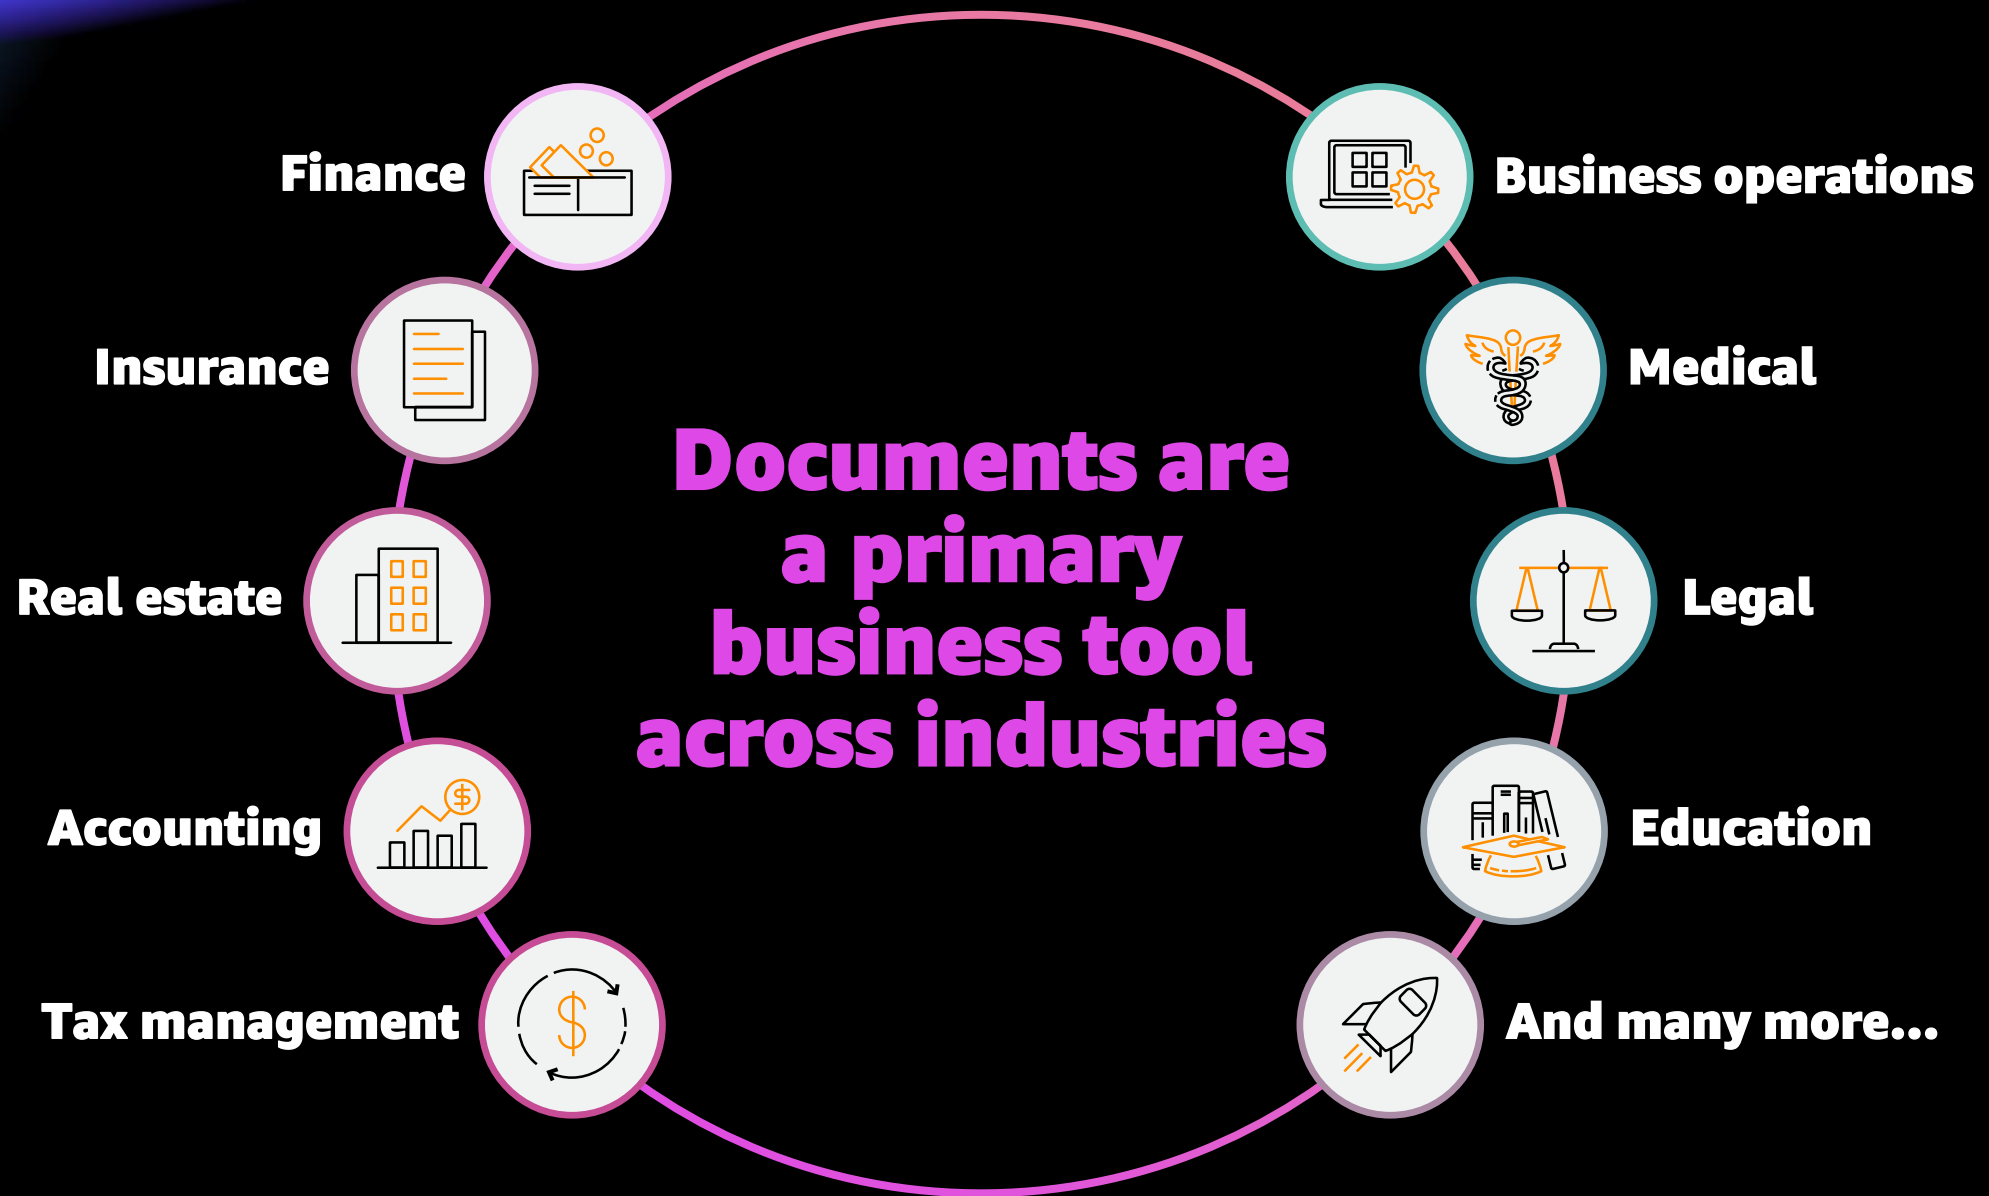 Finance
Business operations
Insurance
Medical
Documents are
a primary
business tool
across industries
Real estate
Legal
Accounting
Education
Tax management
And many more...